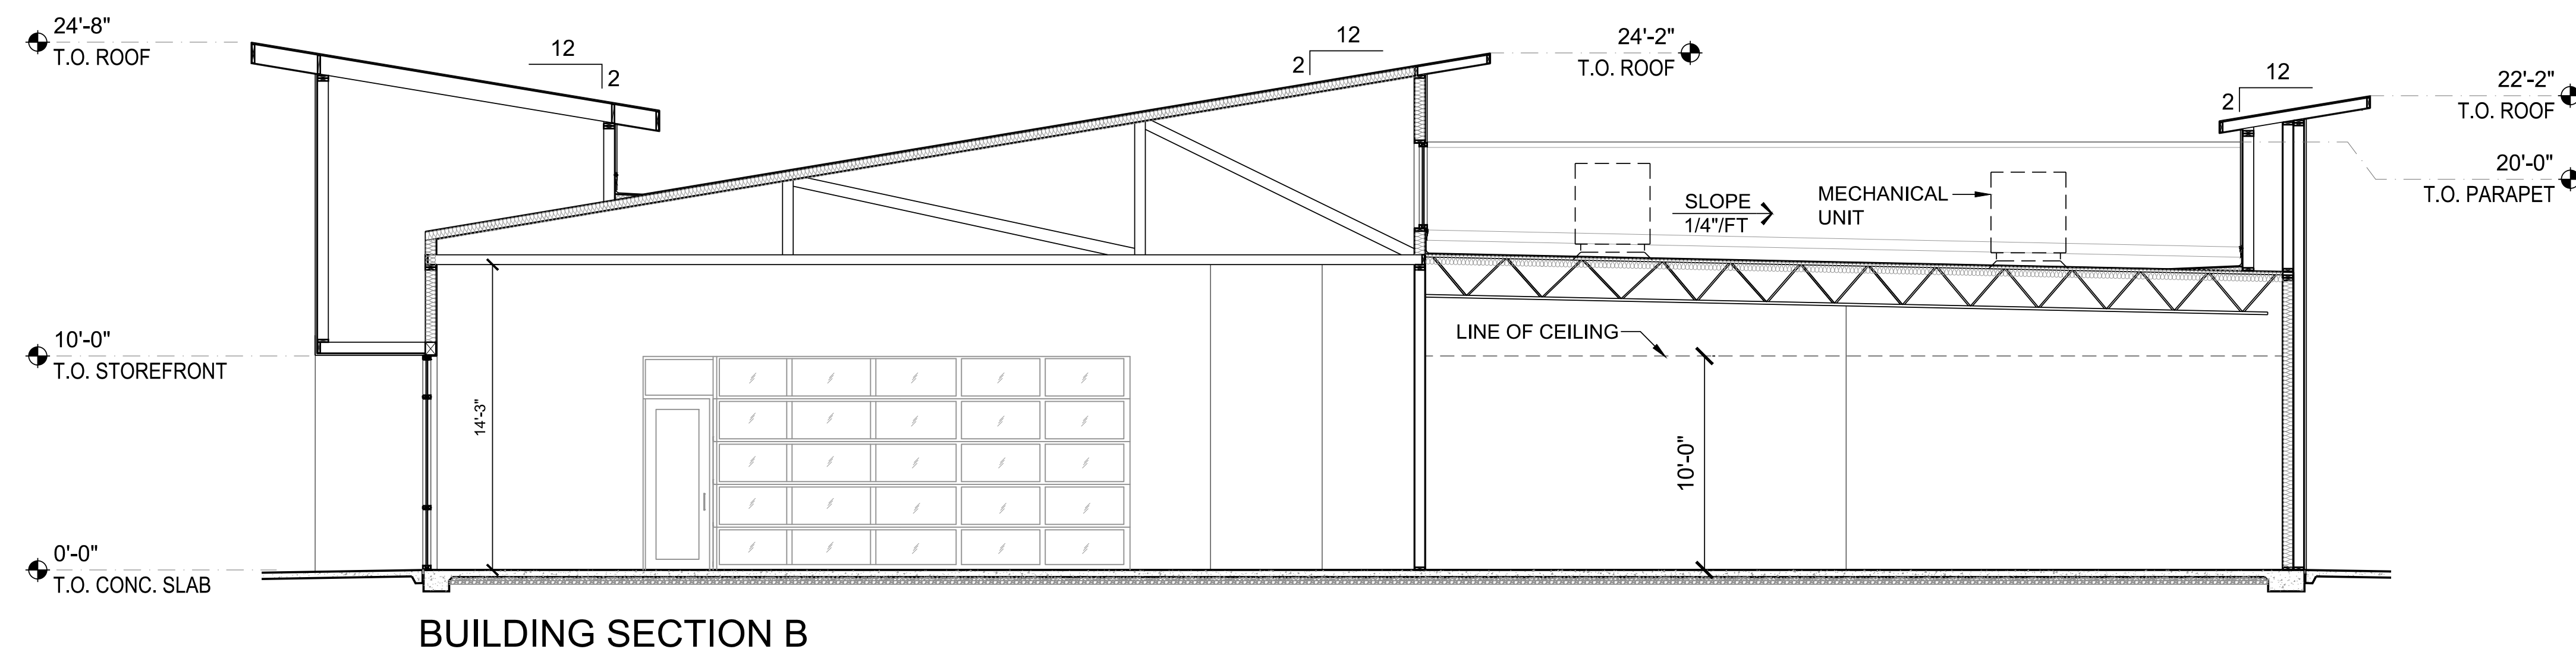 24'-8"
T.O. ROOF
12
2
12
2
24'-2"
T.O. ROOF
12
2
22'-2"
T.O. ROOF
20'-0"
T.O. PARAPET
SLOPE
1/4"/FT
MECHANICAL
UNIT
10'-0"
T.O. STOREFRONT
LINE OF CEILING
14'-3"
10'-0"
0'-0"
T.O. CONC. SLAB
BUILDING SECTION B